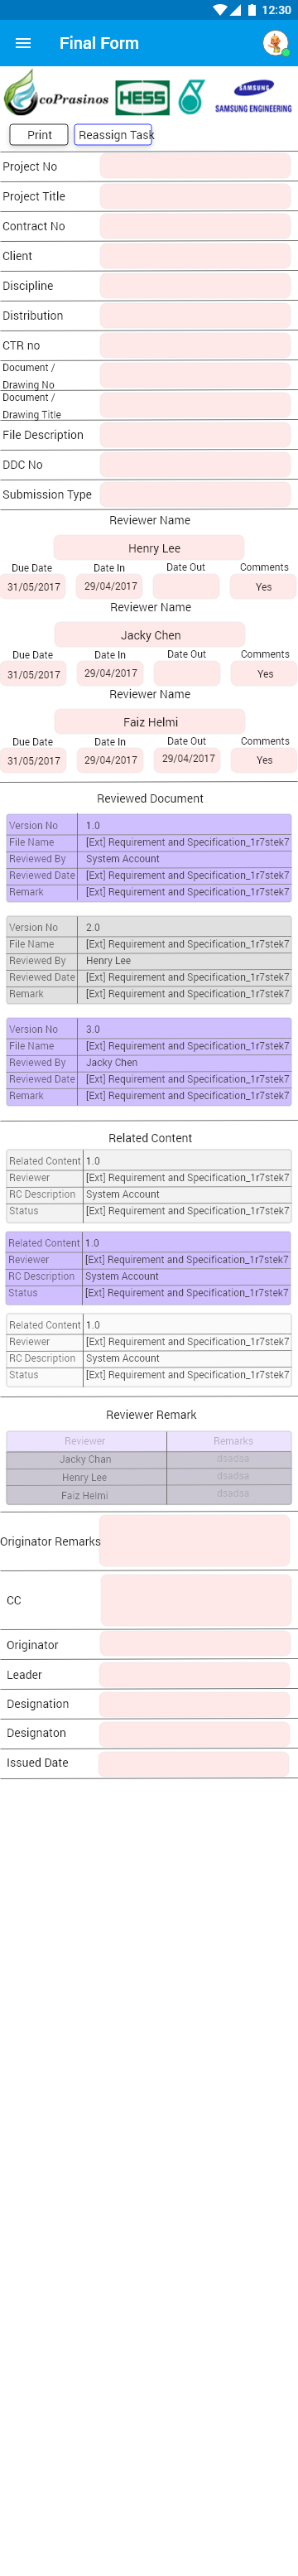 12:30
Final Form
coPrasinos HESS SAMSUNG
SAMSUNG ENGINEERING
Print Reassign Task
Project No
Project Title
Contract No
Client
Discipline
Distribution
CTR no
Document /
Drawing No
Document /
Drawing Title
File Description
DDC No
Submission Type
Reviewer Name
Henry Lee
Due Date Date In Date Out Comments
31/05/2017 29/04/2017 Yes
Reviewer Name
Jacky Chen
Due Date Date In Date Out Comments
31/05/2017 29/04/2017 Yes
Reviewer Name
Faiz Helmi
Due Date Date In Date Out Comments
31/05/2017 29/04/2017 29/04/2017 Yes
Reviewed Document
Version No 1.0
File Name [Ext] Requirement and Specification_1r7stek7
Reviewed By System Account
Reviewed Date [Ext] Requirement and Specification_1r7stek7
Remark [Ext] Requirement and Specification_1r7stek7
Version No 2.0
File Name [Ext] Requirement and Specification_1r7stek7
Reviewed By Henry Lee
Reviewed Date [Ext] Requirement and Specification_1r7stek7
Remark [Ext] Requirement and Specification_1r7stek7
Version No 3.0
File Name [Ext] Requirement and Specification_1r7stek7
Reviewed By Jacky Chen
Reviewed Date [Ext] Requirement and Specification_1r7stek7
Remark [Ext] Requirement and Specification_1r7stek7
Related Content
Related Content 1.0
Reviewer [Ext] Requirement and Specification_1r7stek7
RC Description System Account
Status [Ext] Requirement and Specification_1r7stek7
Related Content 1.0
Reviewer [Ext] Requirement and Specification_1r7stek7
RC Description System Account
Status [Ext] Requirement and Specification_1r7stek7
Related Content 1.0
Reviewer [Ext] Requirement and Specification_1r7stek7
RC Description System Account
Status [Ext] Requirement and Specification_1r7stek7
Reviewer Remark
Reviewer Remarks
Jacky Chan dsadsa
Henry Lee dsadsa
Faiz Helmi dsadsa
Originator Remarks
CC
Originator
Leader
Designation
Designaton
Issued Date